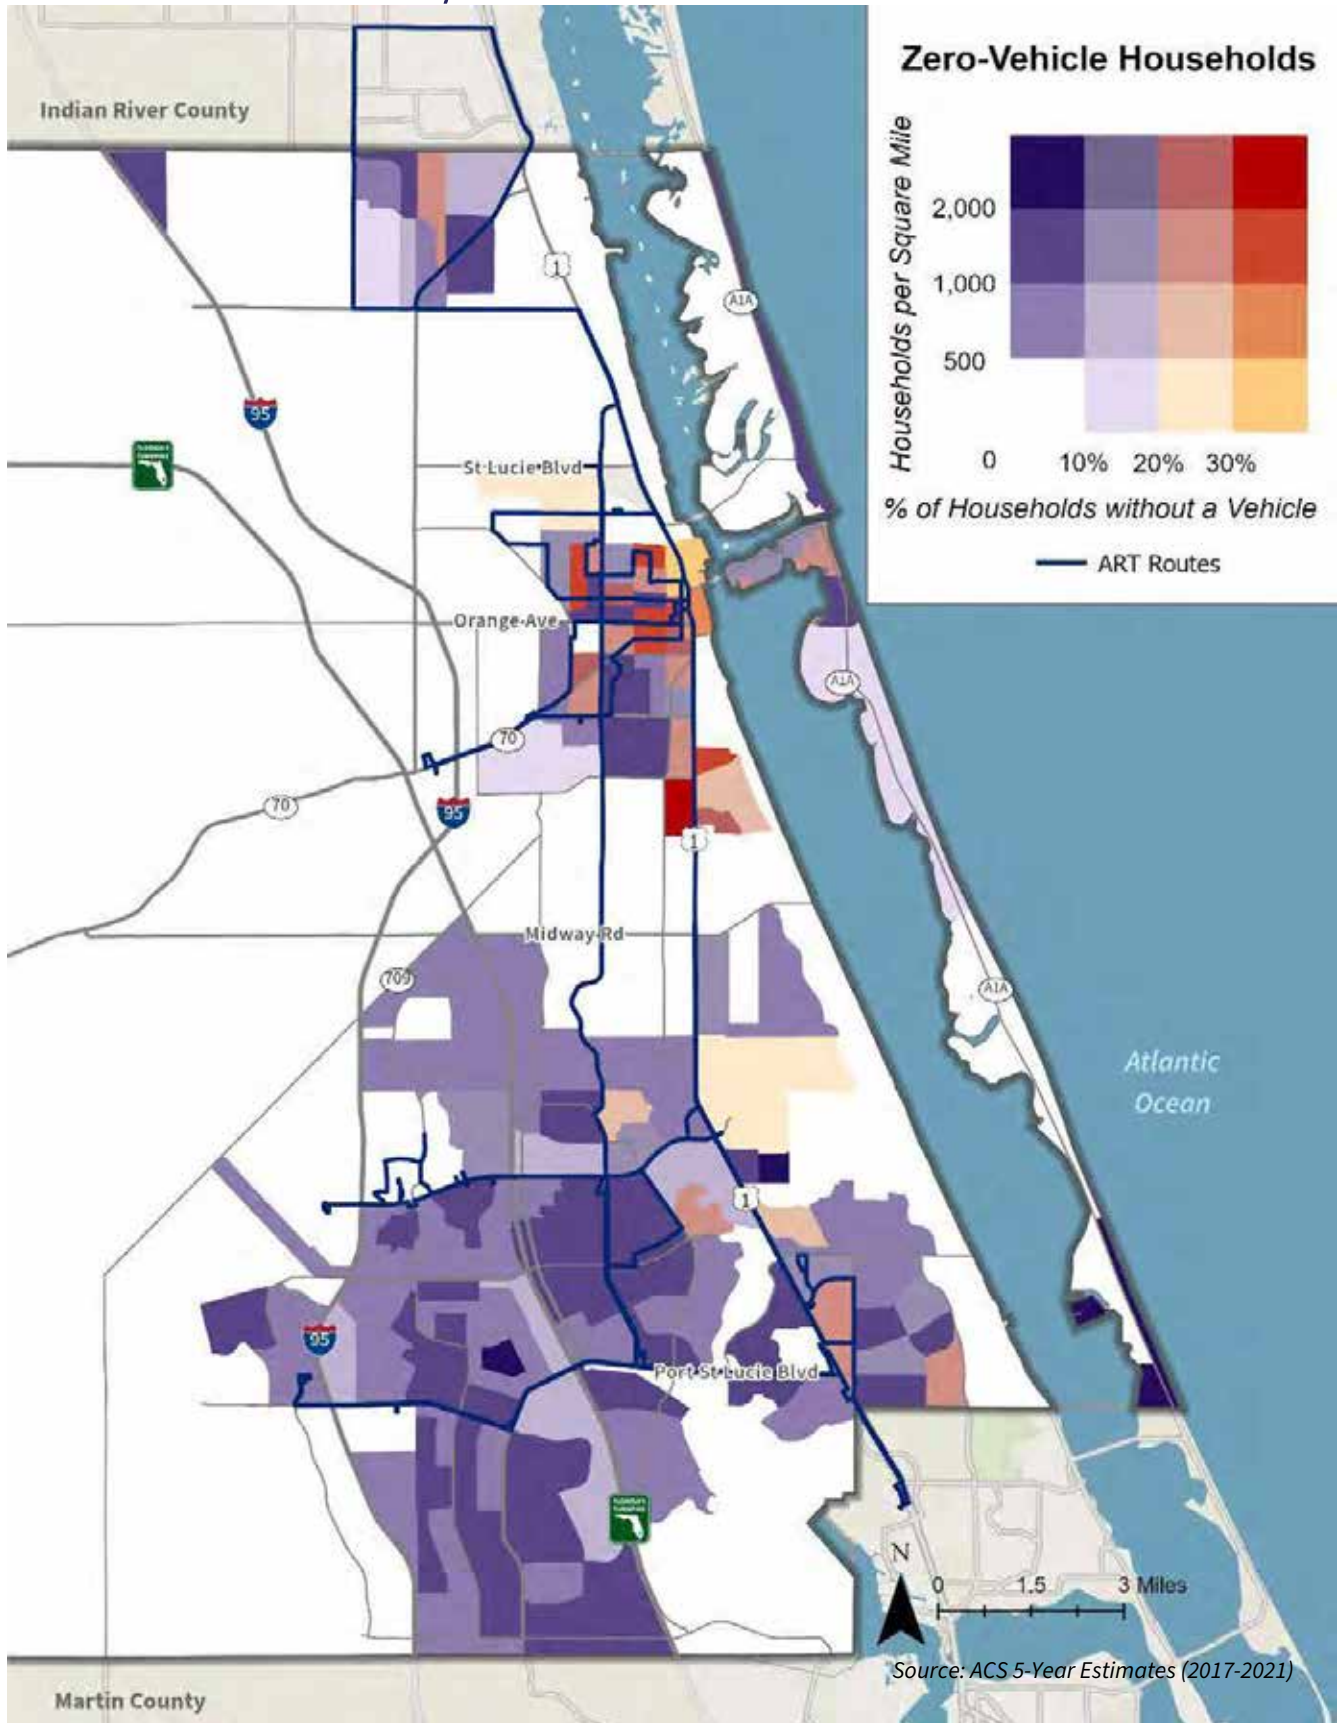 Zero-Vehicle Households
Households per Square Mile
2,000
1,000
500
0
10%
20%
30%
% of Households without a Vehicle
ART Routes
Indian River County
1
A1A
95
St Lucie Blvd
Orange Ave
A1A
70
70
95
1
Midway Rd
709
A1A
Atlantic
Ocean
1
95
Port St Lucie Blvd
N
0
1.5
3 Miles
Source: ACS 5-Year Estimates (2017-2021)
Martin County